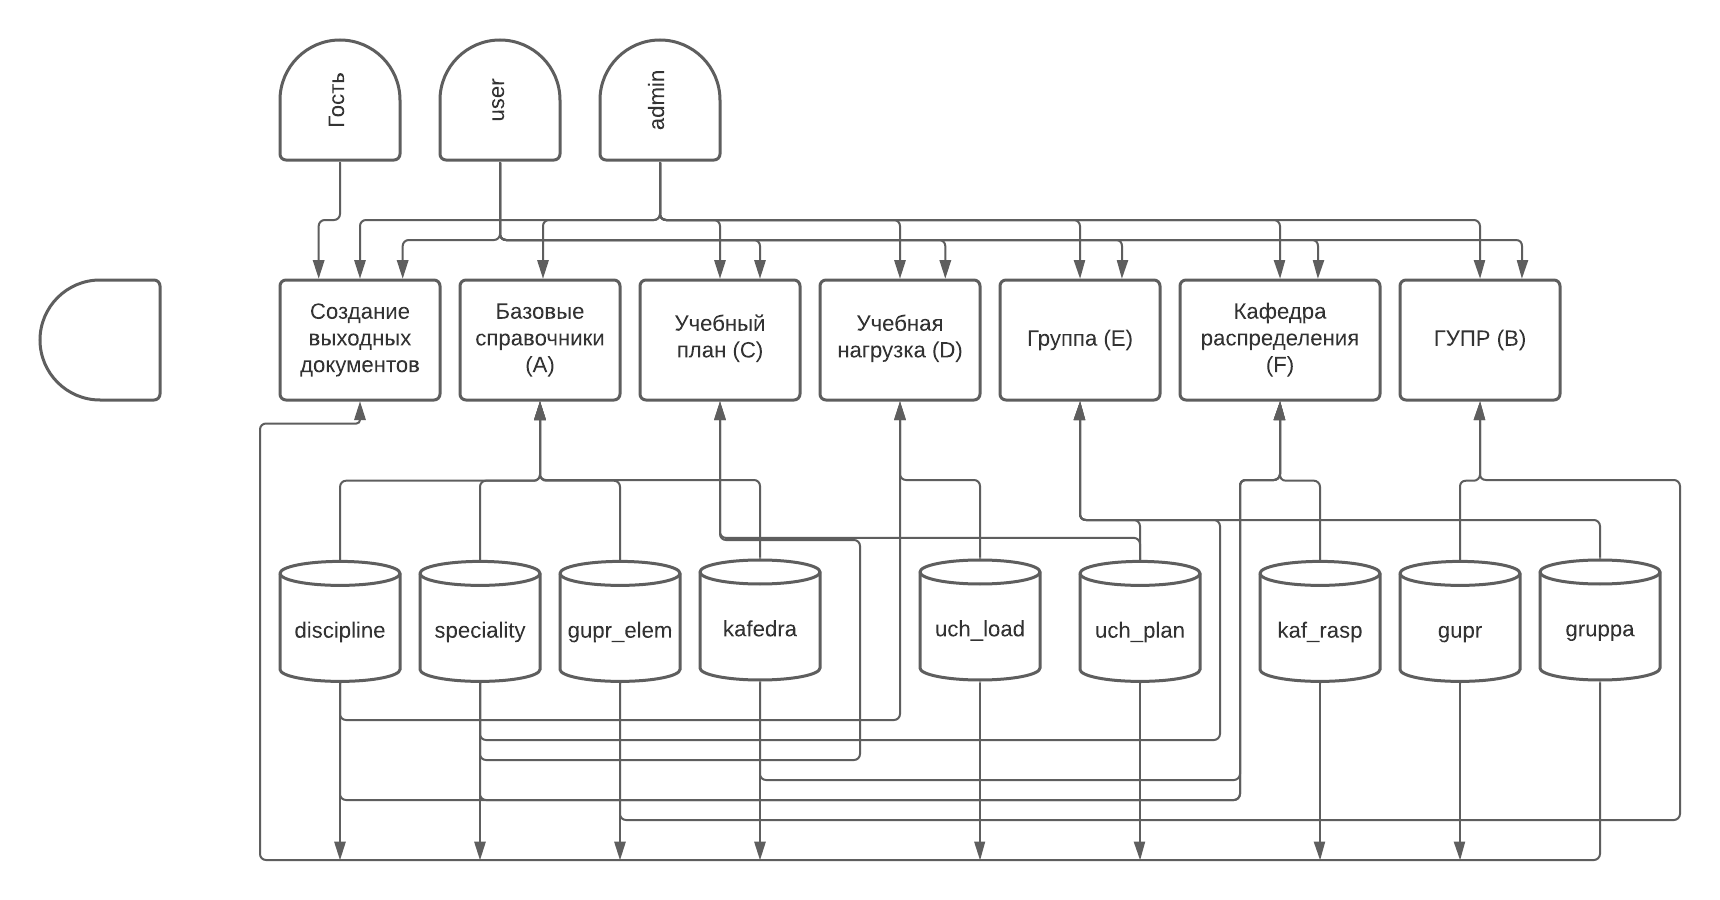 Гость
user
admin
Создание
выходных
документов
Базовые
справочники
(A)
Учебный
план (C)
Учебная
нагрузка (D)
Группа (E)
Кафедра
распределения
(F)
ГУПР (B)
discipline
speciality
gupr_elem
kafedra
uch_load
uch_plan
kaf_rasp
gupr
gruppa